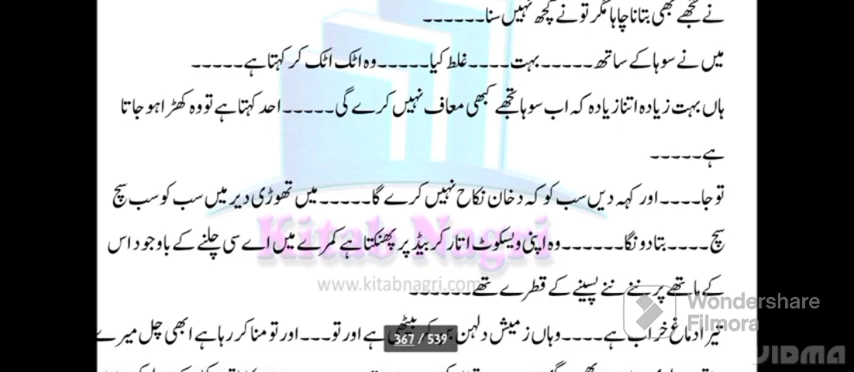 نے تجھے بھی بتانا چاہا مگر تو نے کچھ نہیں سنا۔۔۔۔۔۔
میں نے سوہا کے ساتھ۔۔۔۔۔ بہت۔۔۔۔ غلط کیا۔۔۔۔۔وہ اٹک اٹک کر کہتا ہے۔۔۔۔۔
ہاں بہت زیادہ اتنا زیادہ کہ اب سوہا تجھے کبھی معاف نہیں کرے گی۔۔۔۔۔احد کہتا ہے تو وہ کھڑا ہو جاتا
ہے۔۔۔۔۔
تو جا۔۔۔۔اور کہہ دیں سب کو کہ دخان نکاح نہیں کرے گا۔۔۔۔۔میں تھوڑی دیر میں سب کو سب سچ
سچ۔۔۔۔بتا دونگا۔۔۔۔۔۔وہ اپنی ویسکوٹ اتار کر بیڈ پر پھنکتا ہے کمرے میں اے سی چلنے کے باوجود اس
Kitab Nagri
کے ماتھے پر ننے ننے پسینے کے قطرے تھے۔۔۔۔۔۔
www.kitabnagri.com
Wondershare
Filmora
تیرا دماغ خراب ہے۔۔۔۔وہاں زمیش دلہن بن کر بیٹھی ہے اور تو۔۔۔اور تو منا کر رہا ہے ابھی چل میرے
367 / 539
VIDMA